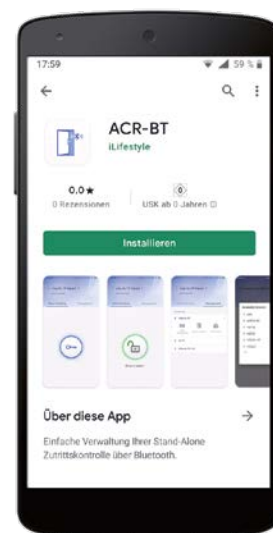 17:59
59 %
ACR-BT
iLifestyle
0.0★
0 Rezensionen
0
USK ab 0 Jahren
Installieren
Über diese App
Einfache Verwaltung Ihrer Stand-Alone
Zutrittskontrolle über Bluetooth.